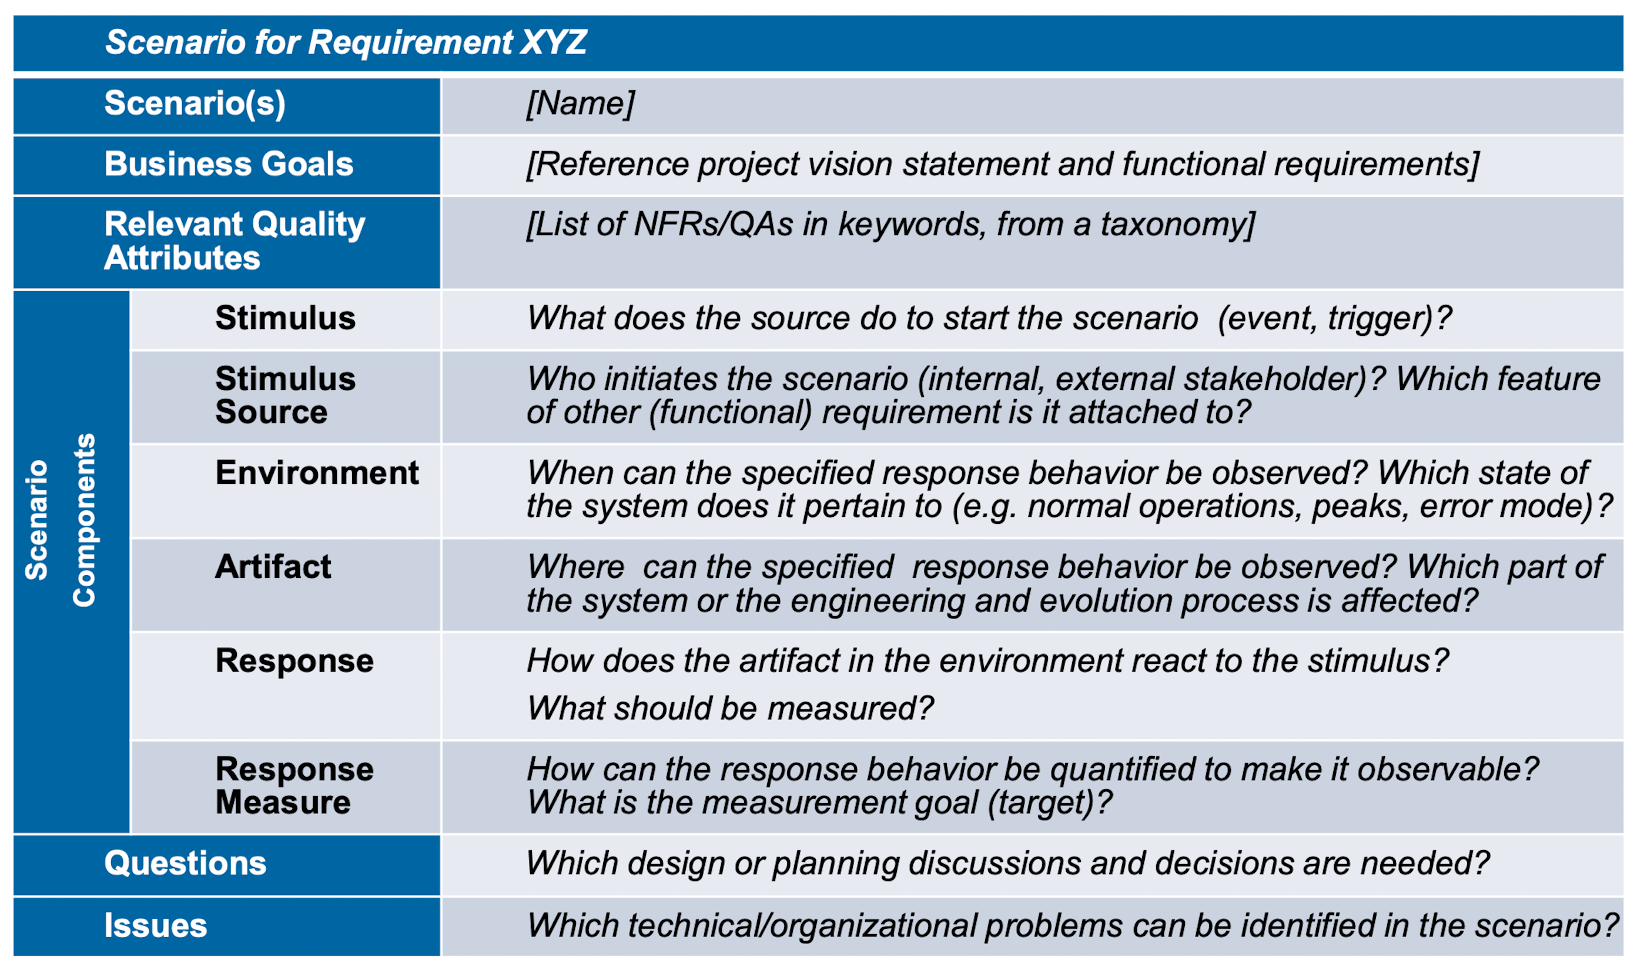 Scenario for Requirement XYZ
Scenario(s)
[Name]
Business Goals
[Reference project vision statement and functional requirements]
Relevant Quality
Attributes
[List of NFRs/QAs in keywords, from a taxonomy]
Scenario
Components
Stimulus
What does the source do to start the scenario  (event, trigger)?
Stimulus
Source
Who initiates the scenario (internal, external stakeholder)? Which feature
of other (functional) requirement is it attached to?
Environment
When can the specified response behavior be observed? Which state of
the system does it pertain to (e.g. normal operations, peaks, error mode)?
Artifact
Where  can the specified  response behavior be observed? Which part of
the system or the engineering and evolution process is affected?
Response
How does the artifact in the environment react to the stimulus?
What should be measured?
Response
Measure
How can the response behavior be quantified to make it observable?
What is the measurement goal (target)?
Questions
Which design or planning discussions and decisions are needed?
Issues
Which technical/organizational problems can be identified in the scenario?